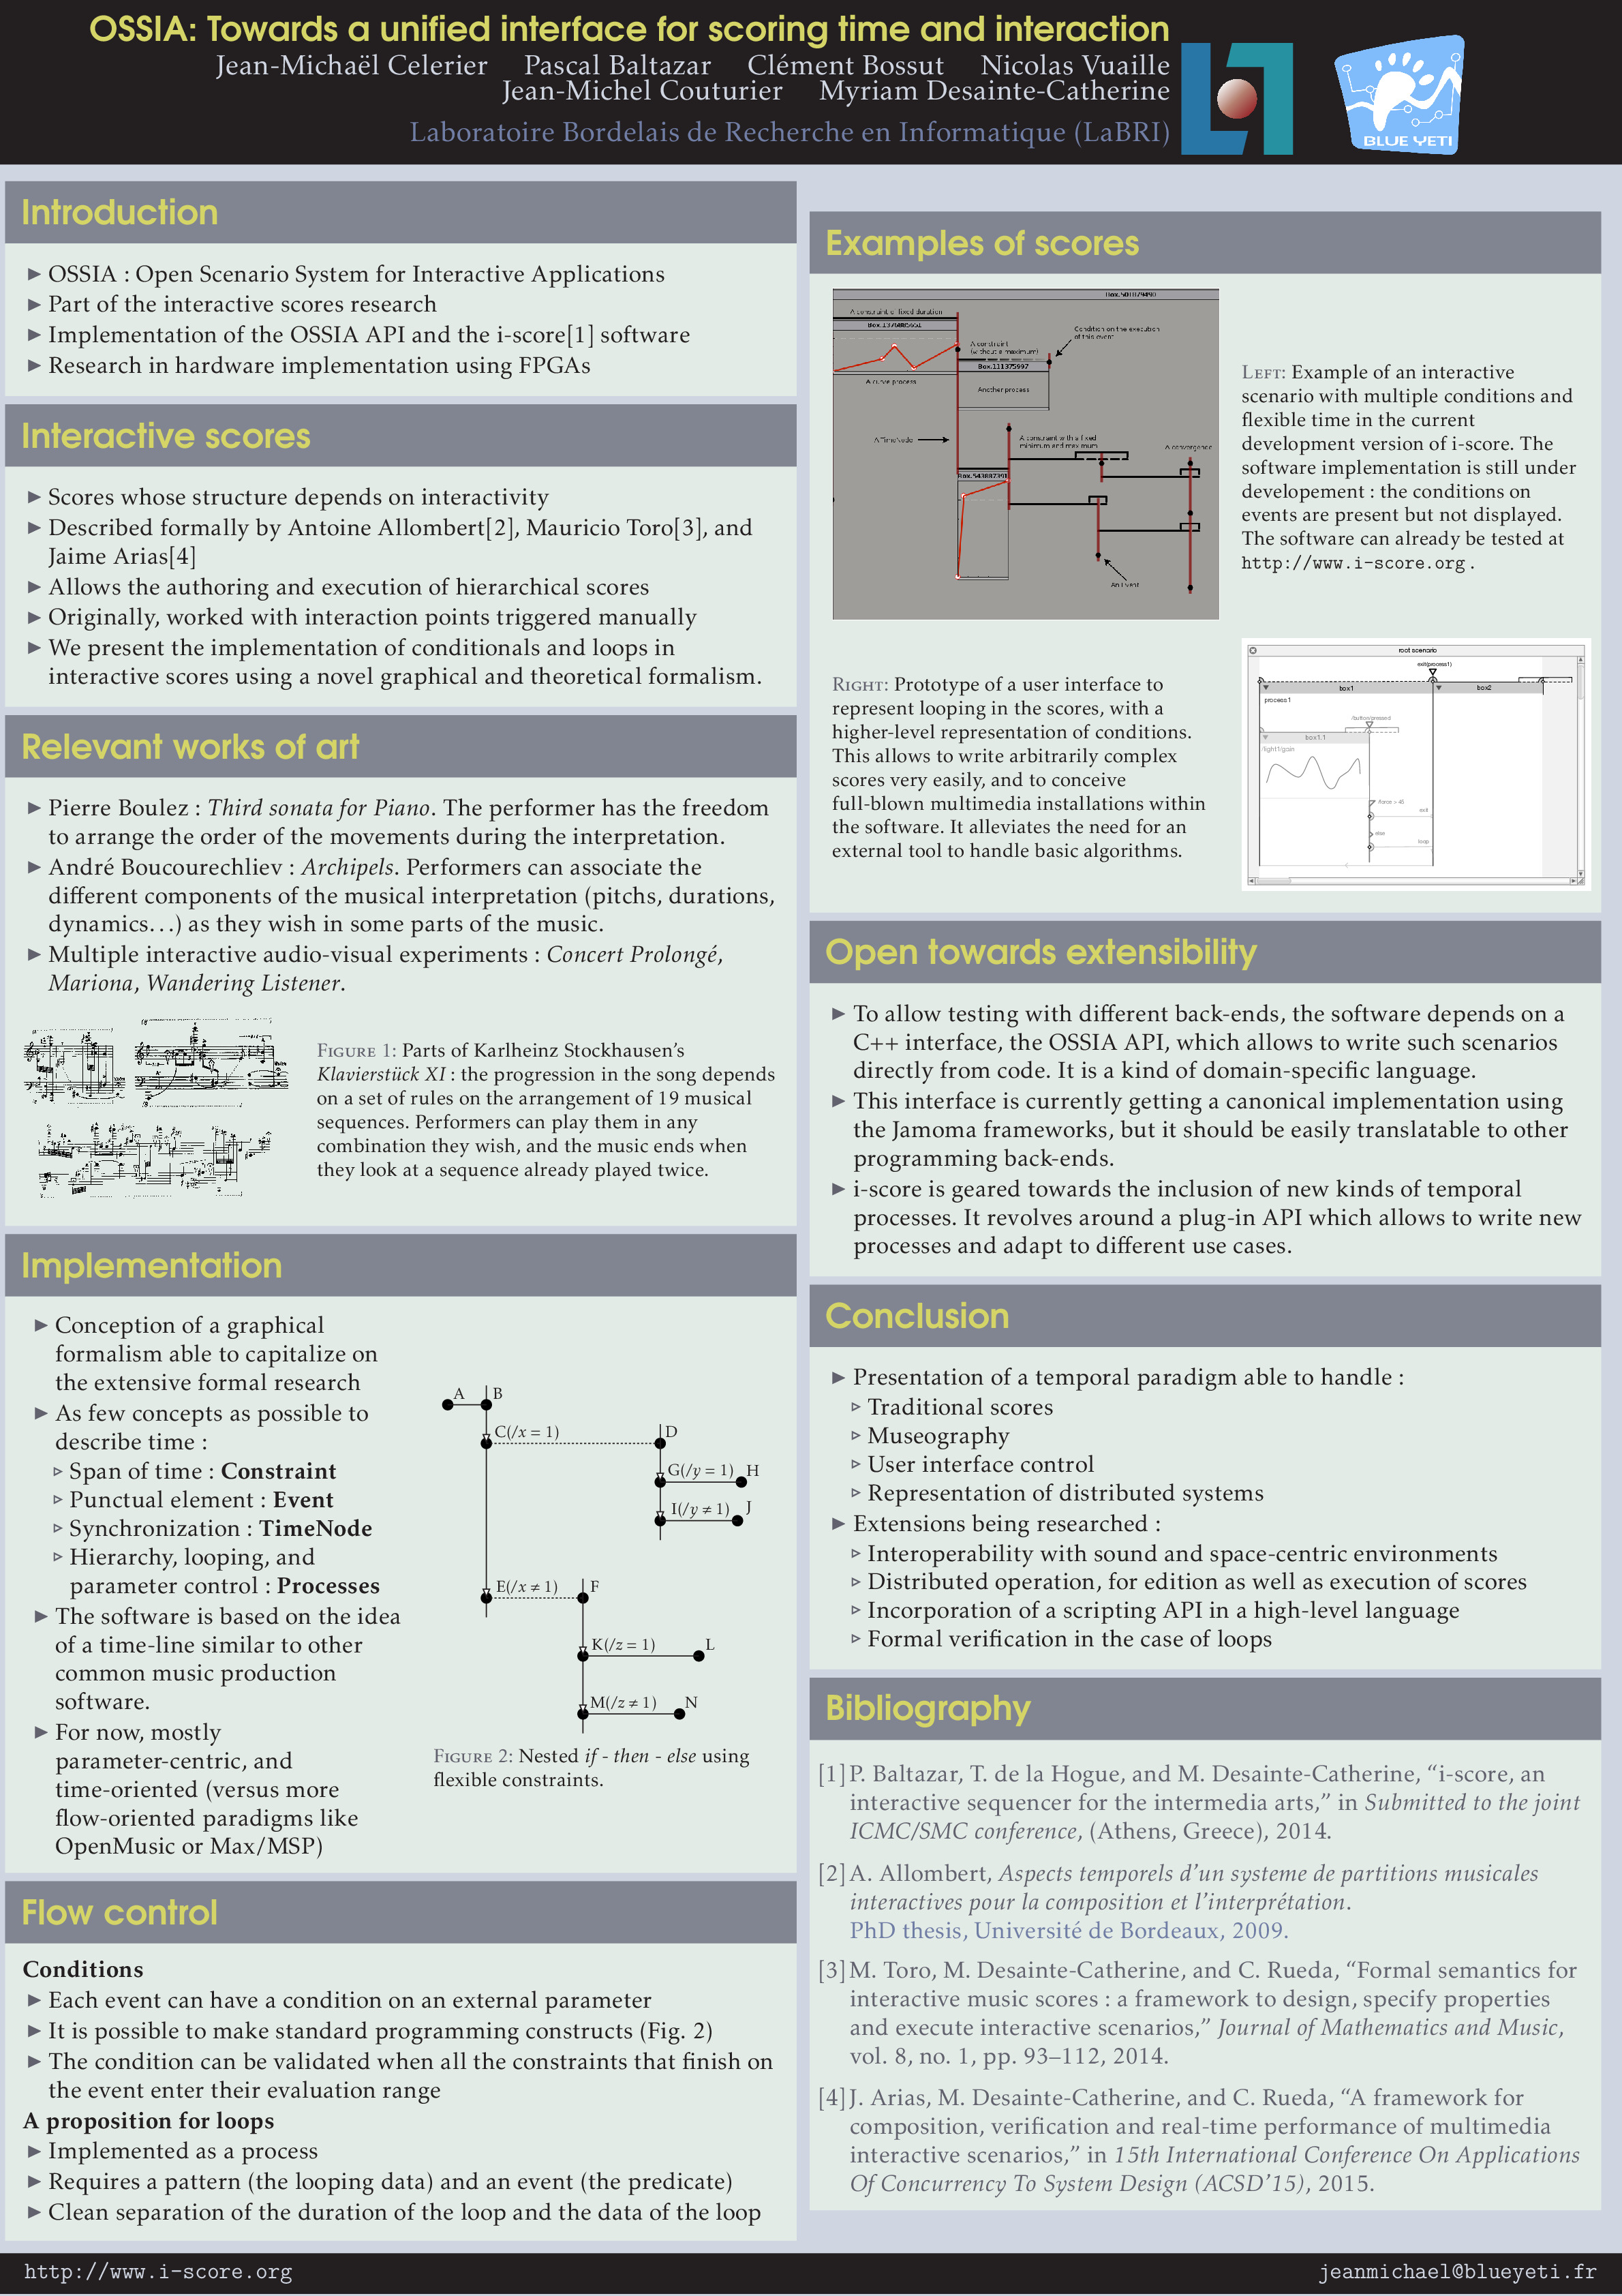 OSSIA: Towards a unified interface for scoring time and interaction
Jean-Michaël Celerier Pascal Baltazar Clément Bossut Nicolas Vuaille
Jean-Michel Couturier Myriam Desainte-Catherine
Laboratoire Bordelais de Recherche en Informatique (LaBRI)
BLUE YETI
Introduction
▶ OSSIA : Open Scenario System for Interactive Applications
▶ Part of the interactive scores research
▶ Implementation of the OSSIA API and the i-score[1] software
▶ Research in hardware implementation using FPGAs
Interactive scores
▶ Scores whose structure depends on interactivity
▶ Described formally by Antoine Allombert[2], Mauricio Toro[3], and
Jaime Arias[4]
▶ Allows the authoring and execution of hierarchical scores
▶ Originally, worked with interaction points triggered manually
▶ We present the implementation of conditionals and loops in
interactive scores using a novel graphical and theoretical formalism.
Relevant works of art
▶ Pierre Boulez : Third sonata for Piano. The performer has the freedom
to arrange the order of the movements during the interpretation.
▶ André Boucourechliev : Archipels. Performers can associate the
different components of the musical interpretation (pitchs, durations,
dynamics…) as they wish in some parts of the music.
▶ Multiple interactive audio-visual experiments : Concert Prolongé,
Mariona, Wandering Listener.
Figure 1: Parts of Karlheinz Stockhausen's
Klavierstück XI : the progression in the song depends
on a set of rules on the arrangement of 19 musical
sequences. Performers can play them in any
combination they wish, and the music ends when
they look at a sequence already played twice.
Implementation
▶ Conception of a graphical
formalism able to capitalize on
the extensive formal research
▶ As few concepts as possible to
describe time :
▷ Span of time : Constraint
▷ Punctual element : Event
▷ Synchronization : TimeNode
▷ Hierarchy, looping, and
parameter control : Processes
▶ The software is based on the idea
of a time-line similar to other
common music production
software.
▶ For now, mostly
parameter-centric, and
time-oriented (versus more
flow-oriented paradigms like
OpenMusic or Max/MSP)
A B
C(/x = 1) D
G(/y = 1) H
I(/y ≠ 1) J
E(/x ≠ 1) F
K(/z = 1) L
M(/z ≠ 1) N
Figure 2: Nested if - then - else using
flexible constraints.
Flow control
Conditions
▶ Each event can have a condition on an external parameter
▶ It is possible to make standard programming constructs (Fig. 2)
▶ The condition can be validated when all the constraints that finish on
the event enter their evaluation range
A proposition for loops
▶ Implemented as a process
▶ Requires a pattern (the looping data) and an event (the predicate)
▶ Clean separation of the duration of the loop and the data of the loop
Examples of scores
A constraint of fixed duration
A constraint
(without a maximum)
Condition on the execution
of this event
Box.111375997
A curve process
Another process
A TimeNode
A constraint with a fixed
minimum and maximum
A convergence
An Event
Left: Example of an interactive
scenario with multiple conditions and
flexible time in the current
development version of i-score. The
software implementation is still under
developement : the conditions on
events are present but not displayed.
The software can already be tested at
http://www.i-score.org .
Right: Prototype of a user interface to
represent looping in the scores, with a
higher-level representation of conditions.
This allows to write arbitrarily complex
scores very easily, and to conceive
full-blown multimedia installations within
the software. It alleviates the need for an
external tool to handle basic algorithms.
root scenario
exit(process1)
box1 box2
process1
/button/pressed
box1.1
/light1/gain
/force > 45
exit
else
loop
Open towards extensibility
▶ To allow testing with different back-ends, the software depends on a
C++ interface, the OSSIA API, which allows to write such scenarios
directly from code. It is a kind of domain-specific language.
▶ This interface is currently getting a canonical implementation using
the Jamoma frameworks, but it should be easily translatable to other
programming back-ends.
▶ i-score is geared towards the inclusion of new kinds of temporal
processes. It revolves around a plug-in API which allows to write new
processes and adapt to different use cases.
Conclusion
▶ Presentation of a temporal paradigm able to handle :
▷ Traditional scores
▷ Museography
▷ User interface control
▷ Representation of distributed systems
▶ Extensions being researched :
▷ Interoperability with sound and space-centric environments
▷ Distributed operation, for edition as well as execution of scores
▷ Incorporation of a scripting API in a high-level language
▷ Formal verification in the case of loops
Bibliography
[1] P. Baltazar, T. de la Hogue, and M. Desainte-Catherine, “i-score, an
interactive sequencer for the intermedia arts,” in Submitted to the joint
ICMC/SMC conference, (Athens, Greece), 2014.
[2] A. Allombert, Aspects temporels d'un systeme de partitions musicales
interactives pour la composition et l'interprétation.
PhD thesis, Université de Bordeaux, 2009.
[3] M. Toro, M. Desainte-Catherine, and C. Rueda, “Formal semantics for
interactive music scores : a framework to design, specify properties
and execute interactive scenarios,” Journal of Mathematics and Music,
vol. 8, no. 1, pp. 93–112, 2014.
[4] J. Arias, M. Desainte-Catherine, and C. Rueda, “A framework for
composition, verification and real-time performance of multimedia
interactive scenarios,” in 15th International Conference On Applications
Of Concurrency To System Design (ACSD'15), 2015.
http://www.i-score.org
jeanmichael@blueyeti.fr